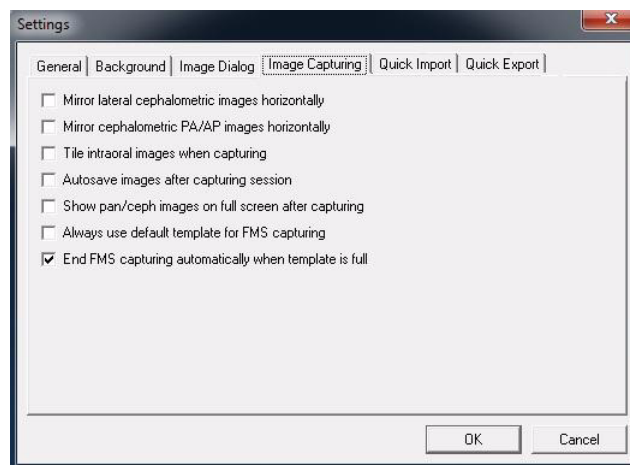 Settings
General
Background
Image Dialog
Image Capturing
Quick Import
Quick Export
Mirror lateral cephalometric images horizontally
Mirror cephalometric PA/AP images horizontally
Tile intraoral images when capturing
Autosave images after capturing session
Show pan/ceph images on full screen after capturing
Always use default template for FMS capturing
End FMS capturing automatically when template is full
OK
Cancel